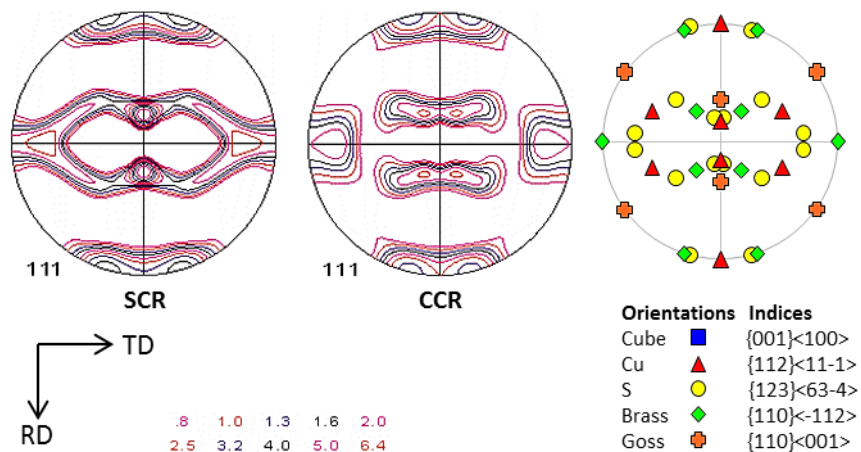 111
111
SCR
CCR
TD
RD
.8 1.0 1.3 1.6 2.0
2.5 3.2 4.0 5.0 6.4
Orientations Indices
Cube {001}<100>
Cu {112}<11-1>
S {123}<63-4>
Brass {110}<-112>
Goss {110}<001>